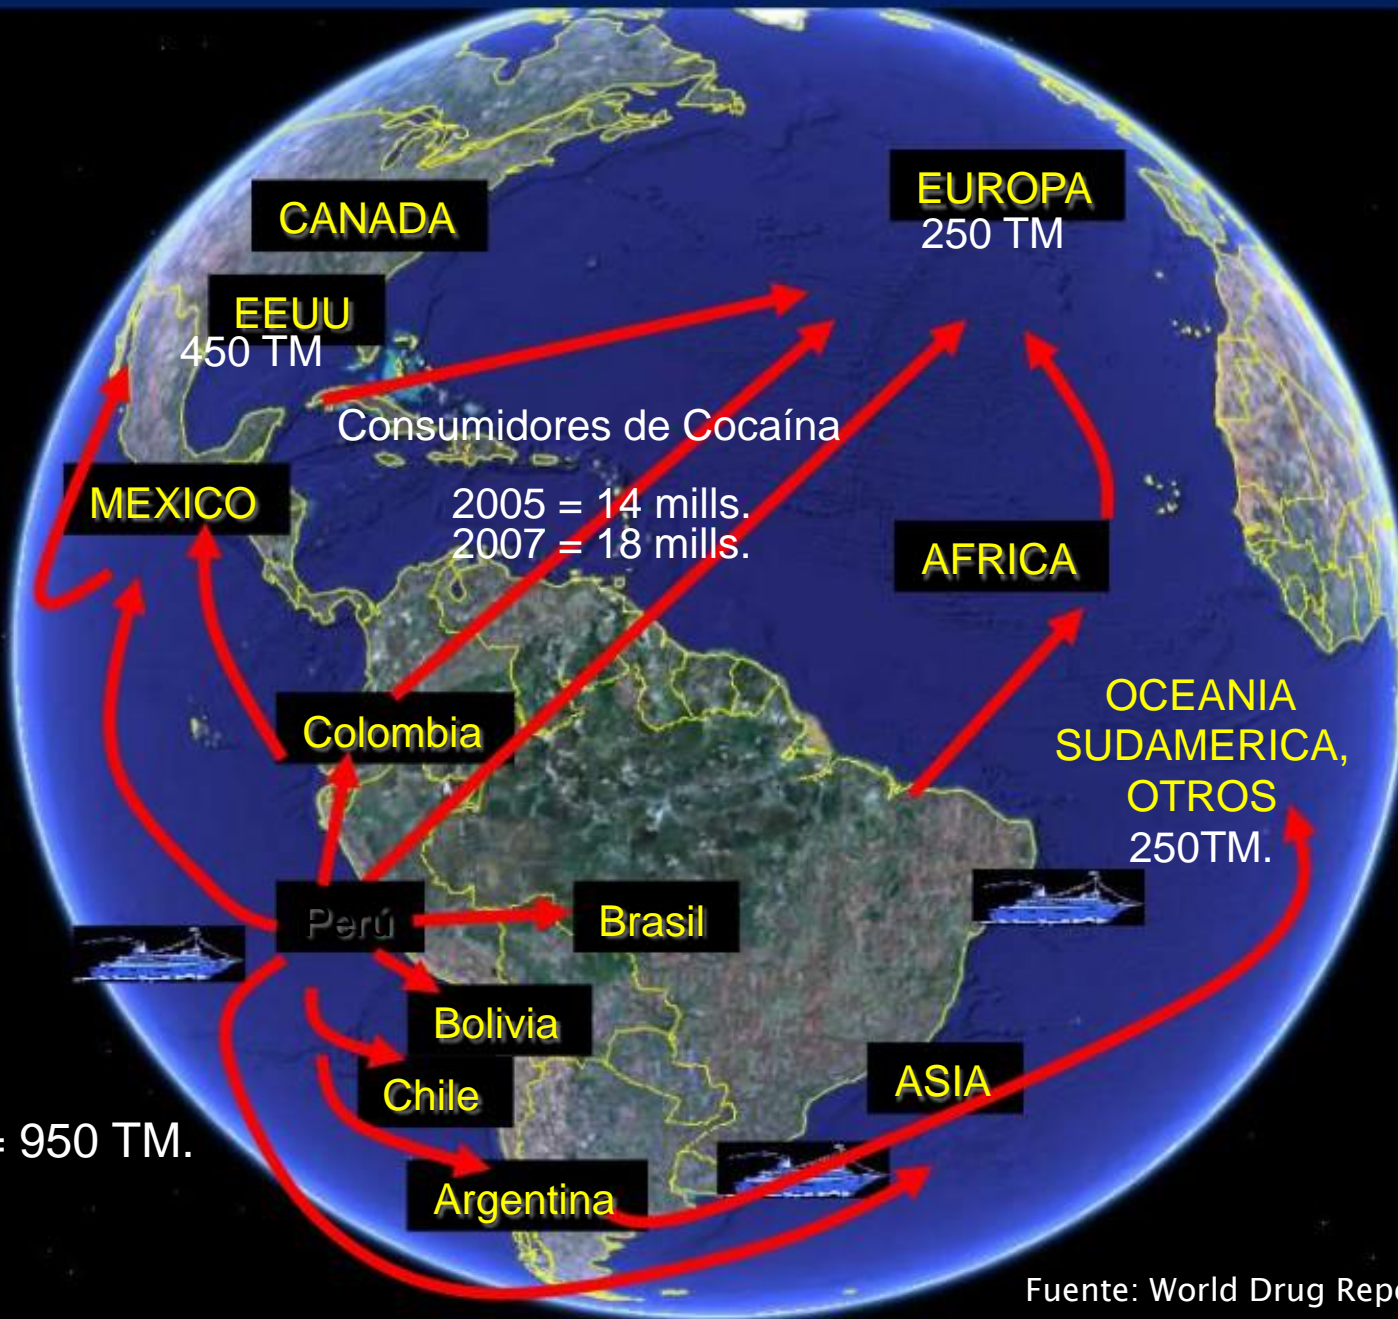 CANADA
EUROPA
250 TM
EEUU
450 TM
Consumidores de Cocaína
MEXICO
2005 = 14 mills.
2007 = 18 mills.
AFRICA
Colombia
OCEANIA
SUDAMERICA,
OTROS
250TM.
Perú
Brasil
Bolivia
Chile
ASIA
= 950 TM.
Argentina
Fuente: World Drug Repo